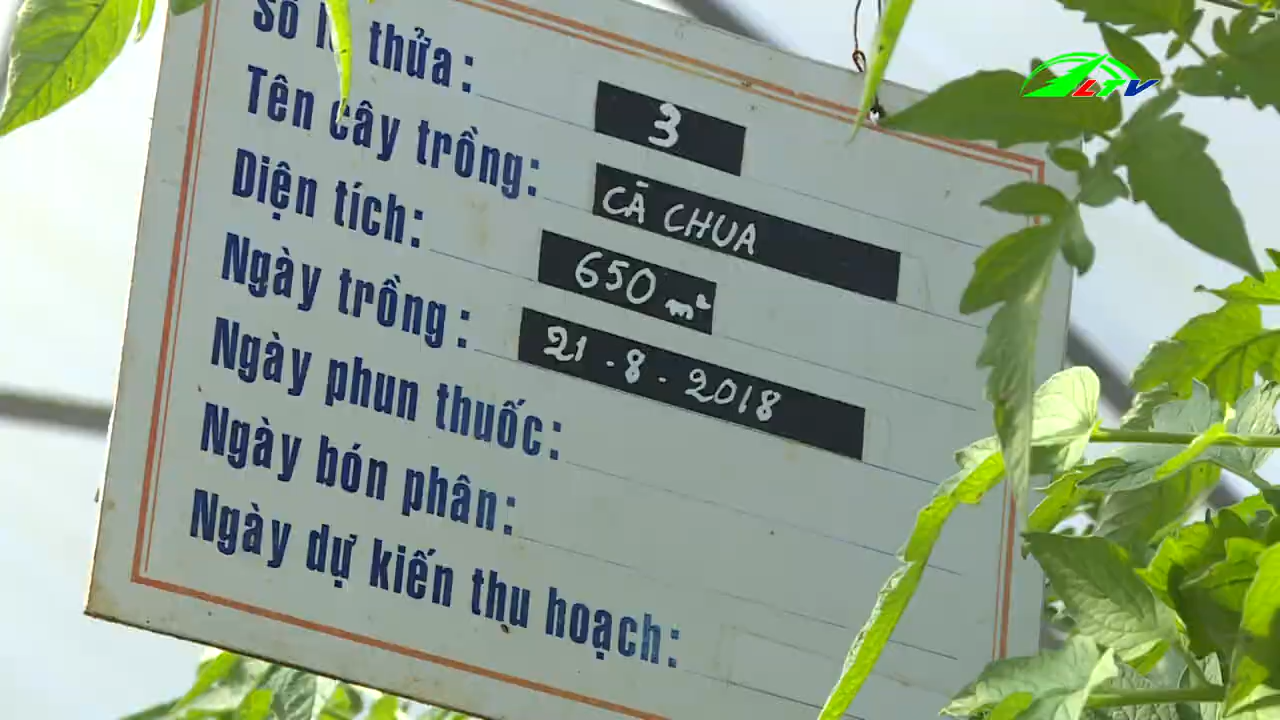 LTV
Số thửa: 3
Tên cây trồng: CÀ CHUA
Diện tích: 650 m²
Ngày trồng: 21.8.2018
Ngày phun thuốc:
Ngày bón phân:
Ngày dự kiến thu hoạch: